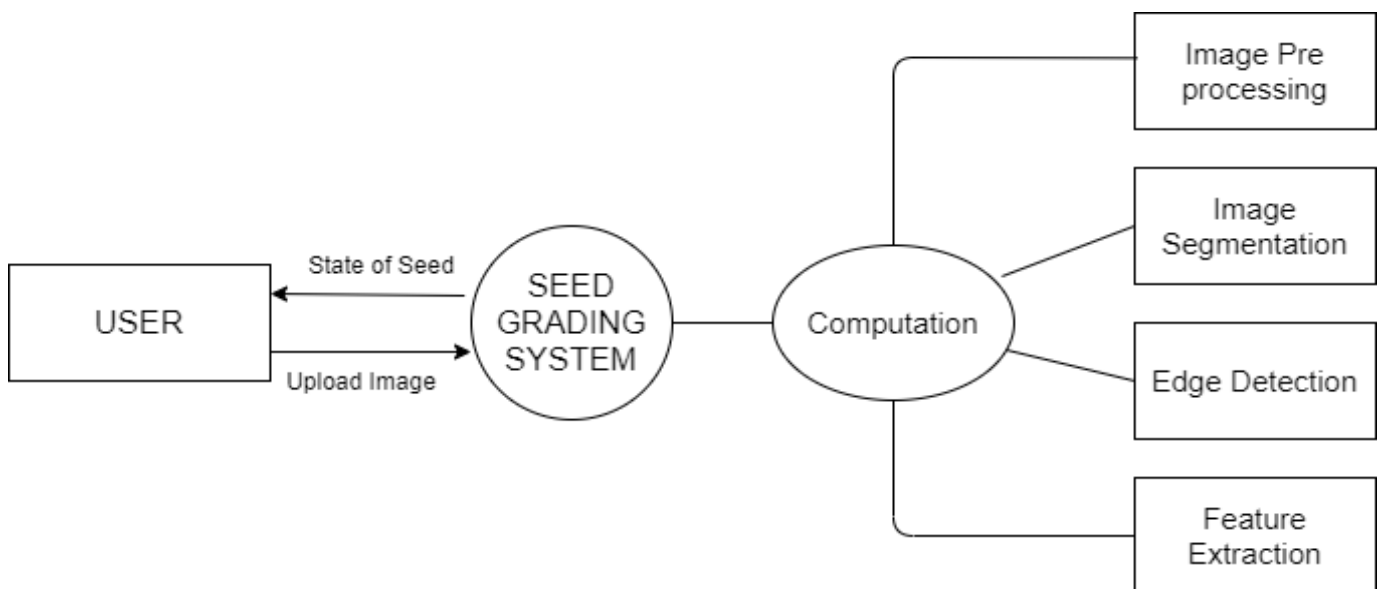 Image Pre
processing
Image
Segmentation
State of Seed
SEED
GRADING
SYSTEM
USER
Computation
Upload Image
Edge Detection
Feature
Extraction